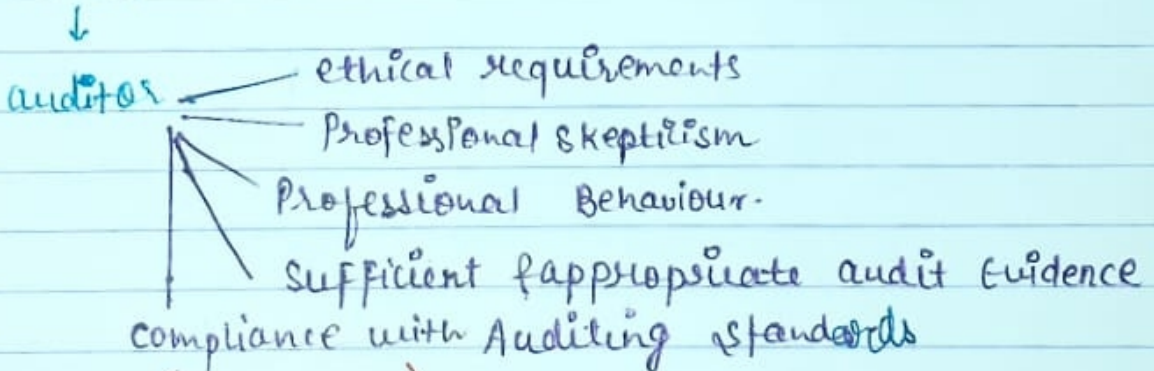 auditor
ethical requirements
Professional skepticism
Professional Behaviour.
sufficient & appropriate audit Evidence
compliance with Auditing standards